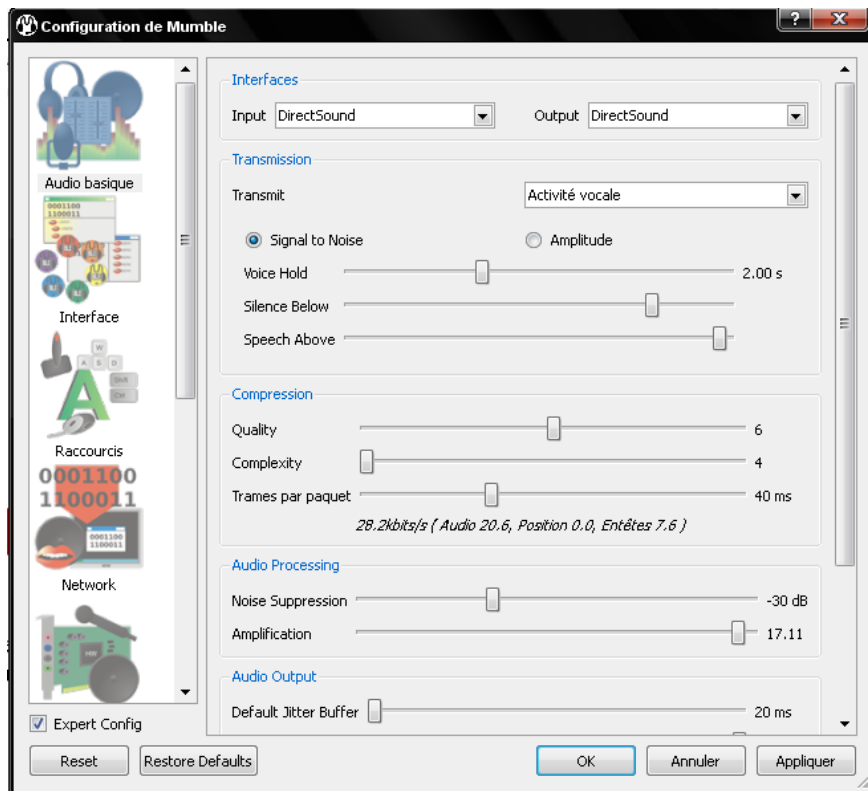 Configuration de Mumble
Audio basique
0001100
1100011
Interface
W
A S D
Shift
Ctrl
A
Raccourcis
0001100
1100011
0001100
1100011
Network
Expert Config
Interfaces
Input DirectSound Output DirectSound
Transmission
Transmit Activité vocale
Signal to Noise Amplitude
Voice Hold 2.00 s
Silence Below
Speech Above
Compression
Quality 6
Complexity 4
Trames par paquet 40 ms
28.2kbits/s ( Audio 20.6, Position 0.0, Entêtes 7.6 )
Audio Processing
Noise Suppression -30 dB
Amplification 17.11
Audio Output
Default Jitter Buffer 20 ms
Reset Restore Defaults OK Annuler Appliquer